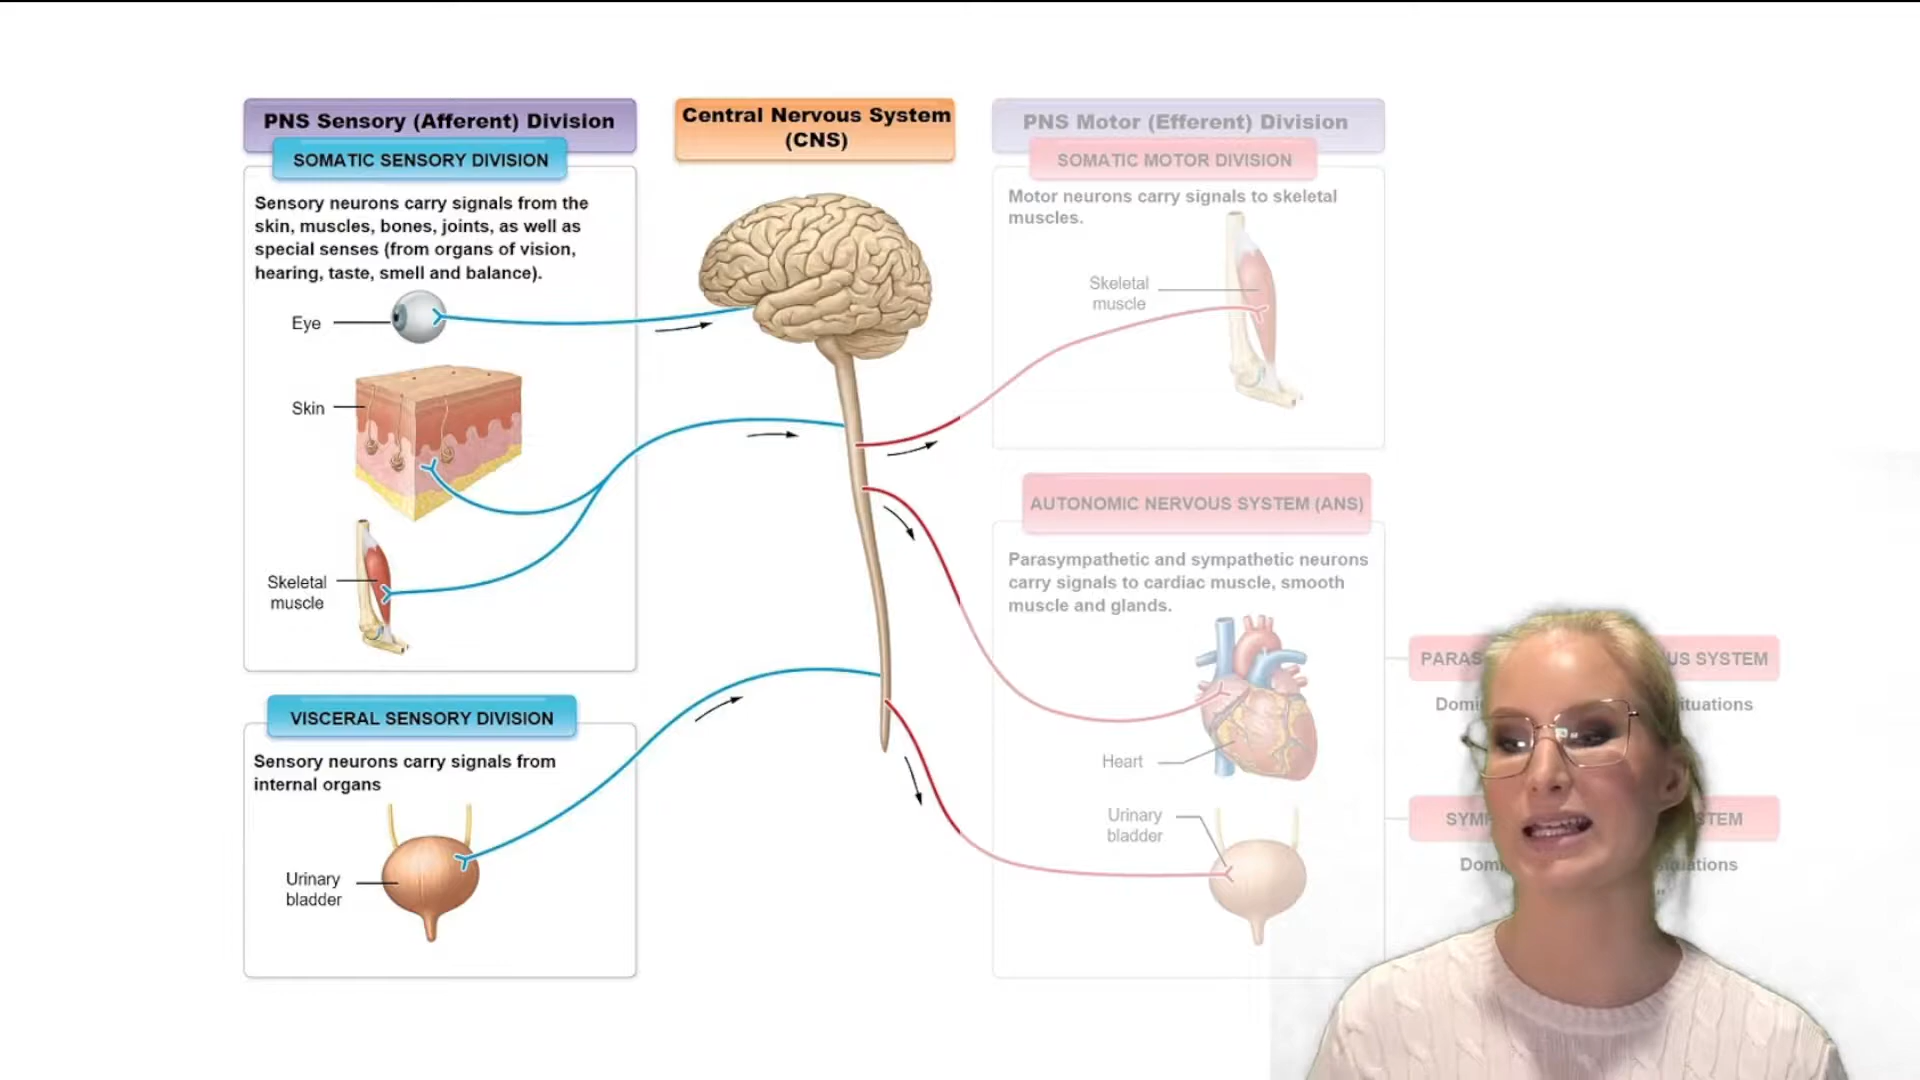 PNS Sensory (Afferent) Division
SOMATIC SENSORY DIVISION
Sensory neurons carry signals from the
skin, muscles, bones, joints, as well as
special senses (from organs of vision,
hearing, taste, smell and balance).
Eye
Skin
Skeletal
muscle
VISCERAL SENSORY DIVISION
Sensory neurons carry signals from
internal organs
Urinary
bladder
Central Nervous System
(CNS)
PNS Motor (Efferent) Division
SOMATIC MOTOR DIVISION
Motor neurons carry signals to skeletal
muscles.
Skeletal
muscle
AUTONOMIC NERVOUS SYSTEM (ANS)
Parasympathetic and sympathetic neurons
carry signals to cardiac muscle, smooth
muscle and glands.
Heart
Urinary
bladder
SYSTEM